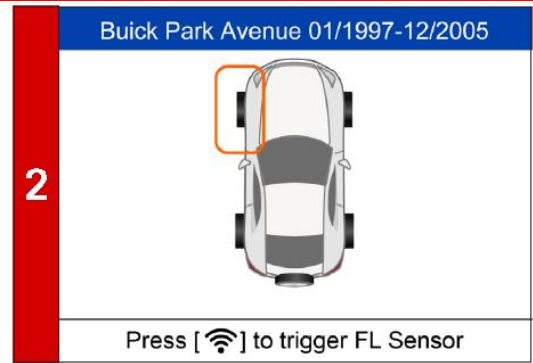 Buick Park Avenue 01/1997-12/2005
2
Press [ ] to trigger FL Sensor